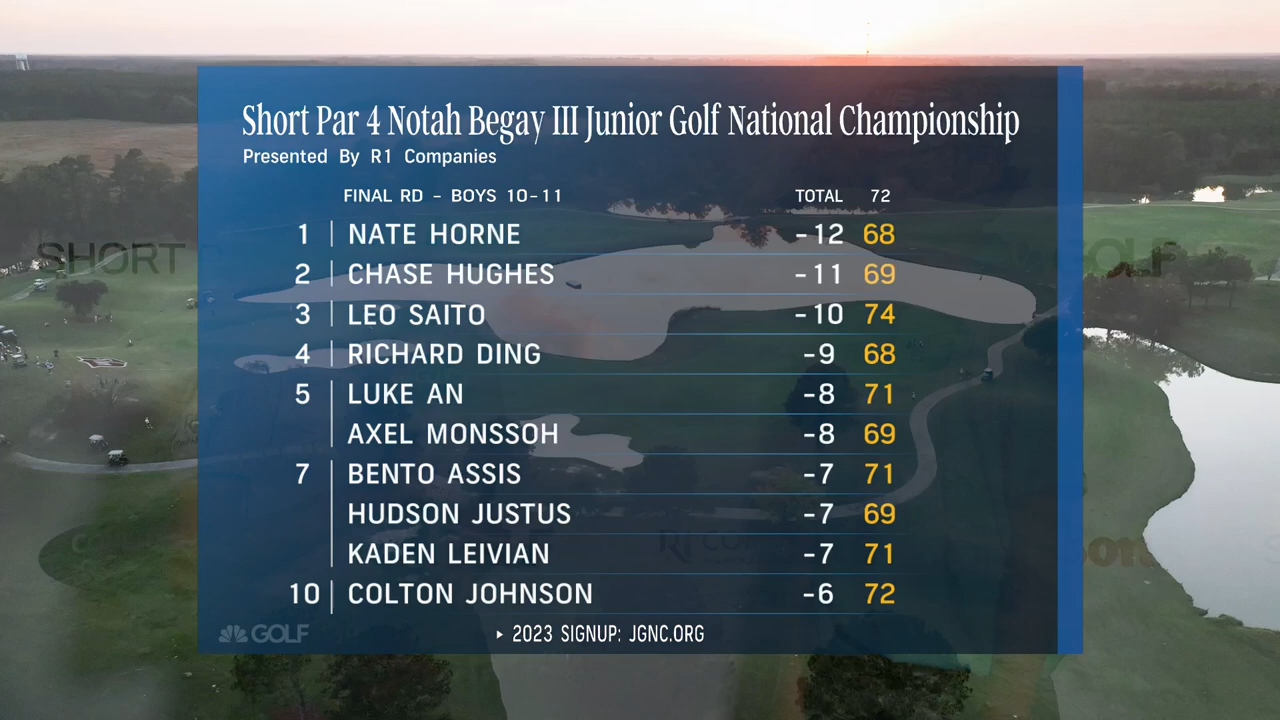 Short Par 4 Notah Begay III Junior Golf National Championship
Presented By R1 Companies
FINAL RD - BOYS 10-11 TOTAL 72
1 NATE HORNE -12 68
2 CHASE HUGHES -11 69
3 LEO SAITO -10 74
4 RICHARD DING -9 68
5 LUKE AN -8 71
AXEL MONSSOH -8 69
7 BENTO ASSIS -7 71
HUDSON JUSTUS -7 69
KADEN LEIVIAN -7 71
10 COLTON JOHNSON -6 72
GOLF
▸ 2023 SIGNUP: JGNC.ORG
SHORT
GOLF